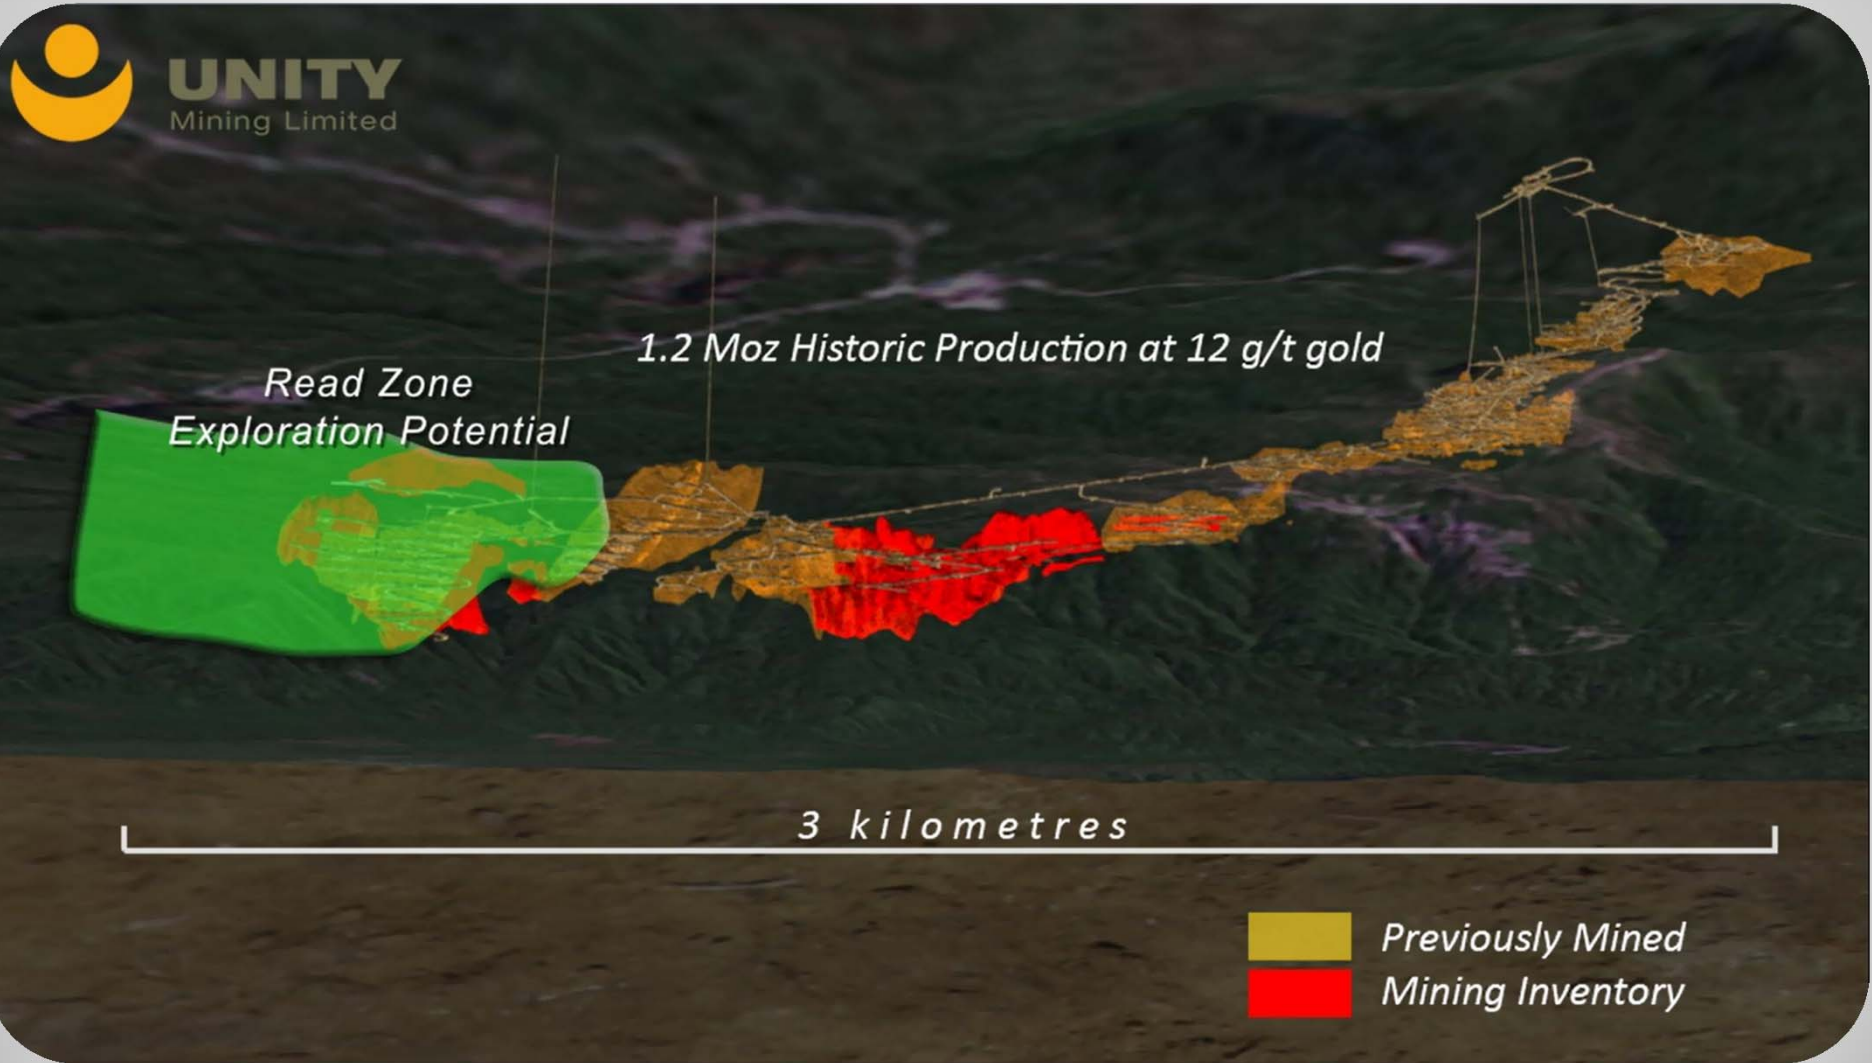 UNITY
Mining Limited
1.2 Moz Historic Production at 12 g/t gold
Read Zone
Exploration Potential
3 kilometres
Previously Mined
Mining Inventory